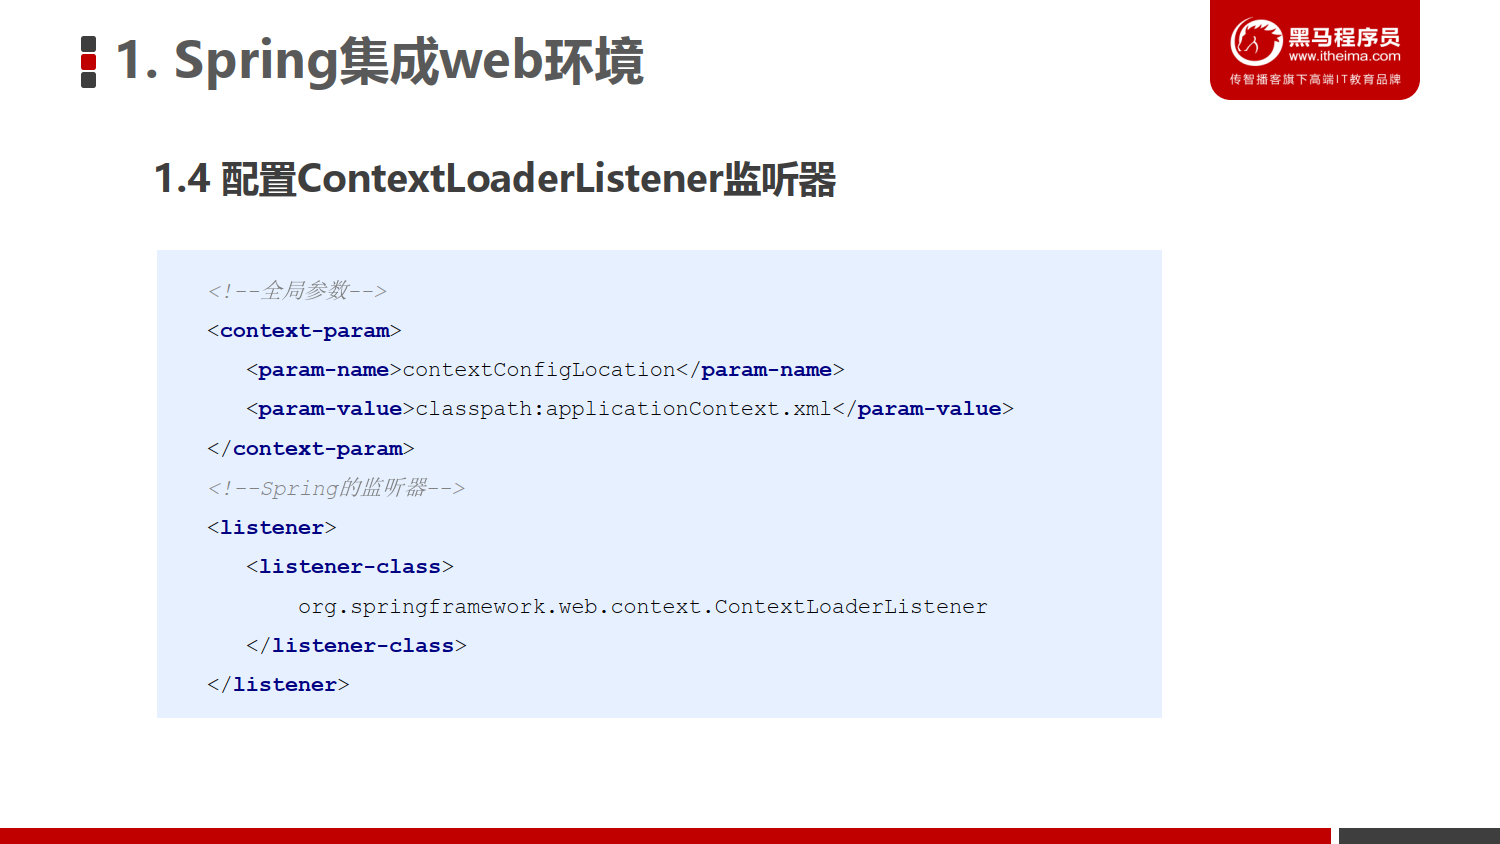 1. Spring集成web环境
黑马程序员
www.itheima.com
传智播客旗下高端IT教育品牌
1.4 配置ContextLoaderListener监听器
<!--全局参数-->
<context-param>
    <param-name>contextConfigLocation</param-name>
    <param-value>classpath:applicationContext.xml</param-value>
</context-param>
<!--Spring的监听器-->
<listener>
    <listener-class>
        org.springframework.web.context.ContextLoaderListener
    </listener-class>
</listener>